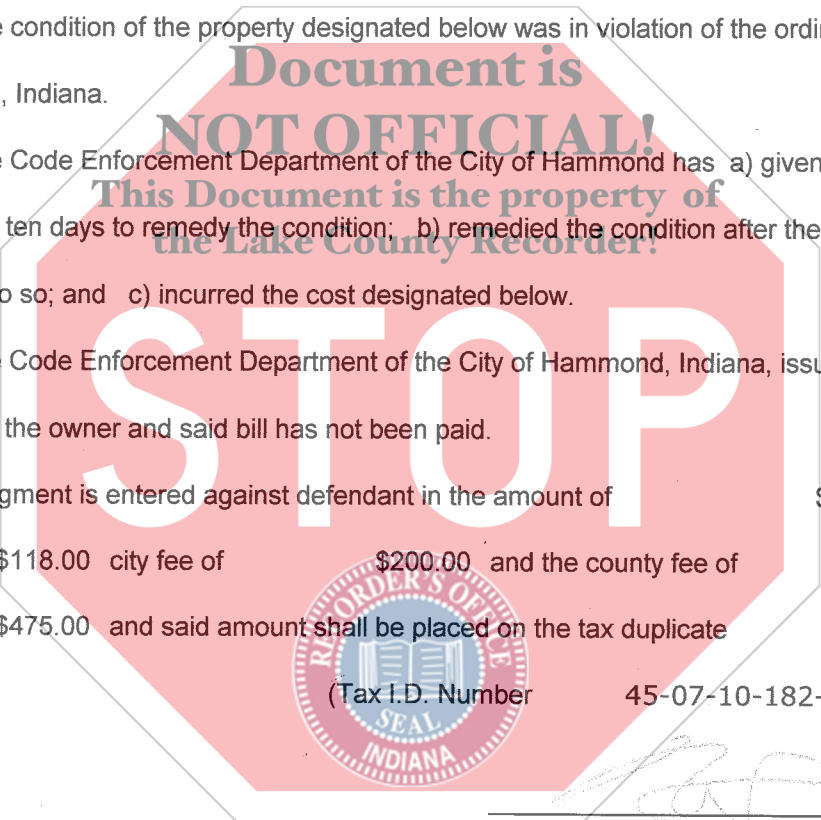 e condition of the property designated below was in violation of the ordi
Document is
, Indiana.
NOT OFFICIAL!
e Code Enforcement Department of the City of Hammond has a) given
This Document is the property of
ten days to remedy the condition; b) remedied the condition after the
the Lake County Recorder!
o so; and c) incurred the cost designated below.
STOP
e Code Enforcement Department of the City of Hammond, Indiana, issu
the owner and said bill has not been paid.
gment is entered against defendant in the amount of $
$118.00 city fee of $200.00 and the county fee of
RECORDER'S OFFICE
$475.00 and said amount shall be placed on the tax duplicate
(Tax I.D. Number 45-07-10-182-
SEAL
INDIANA